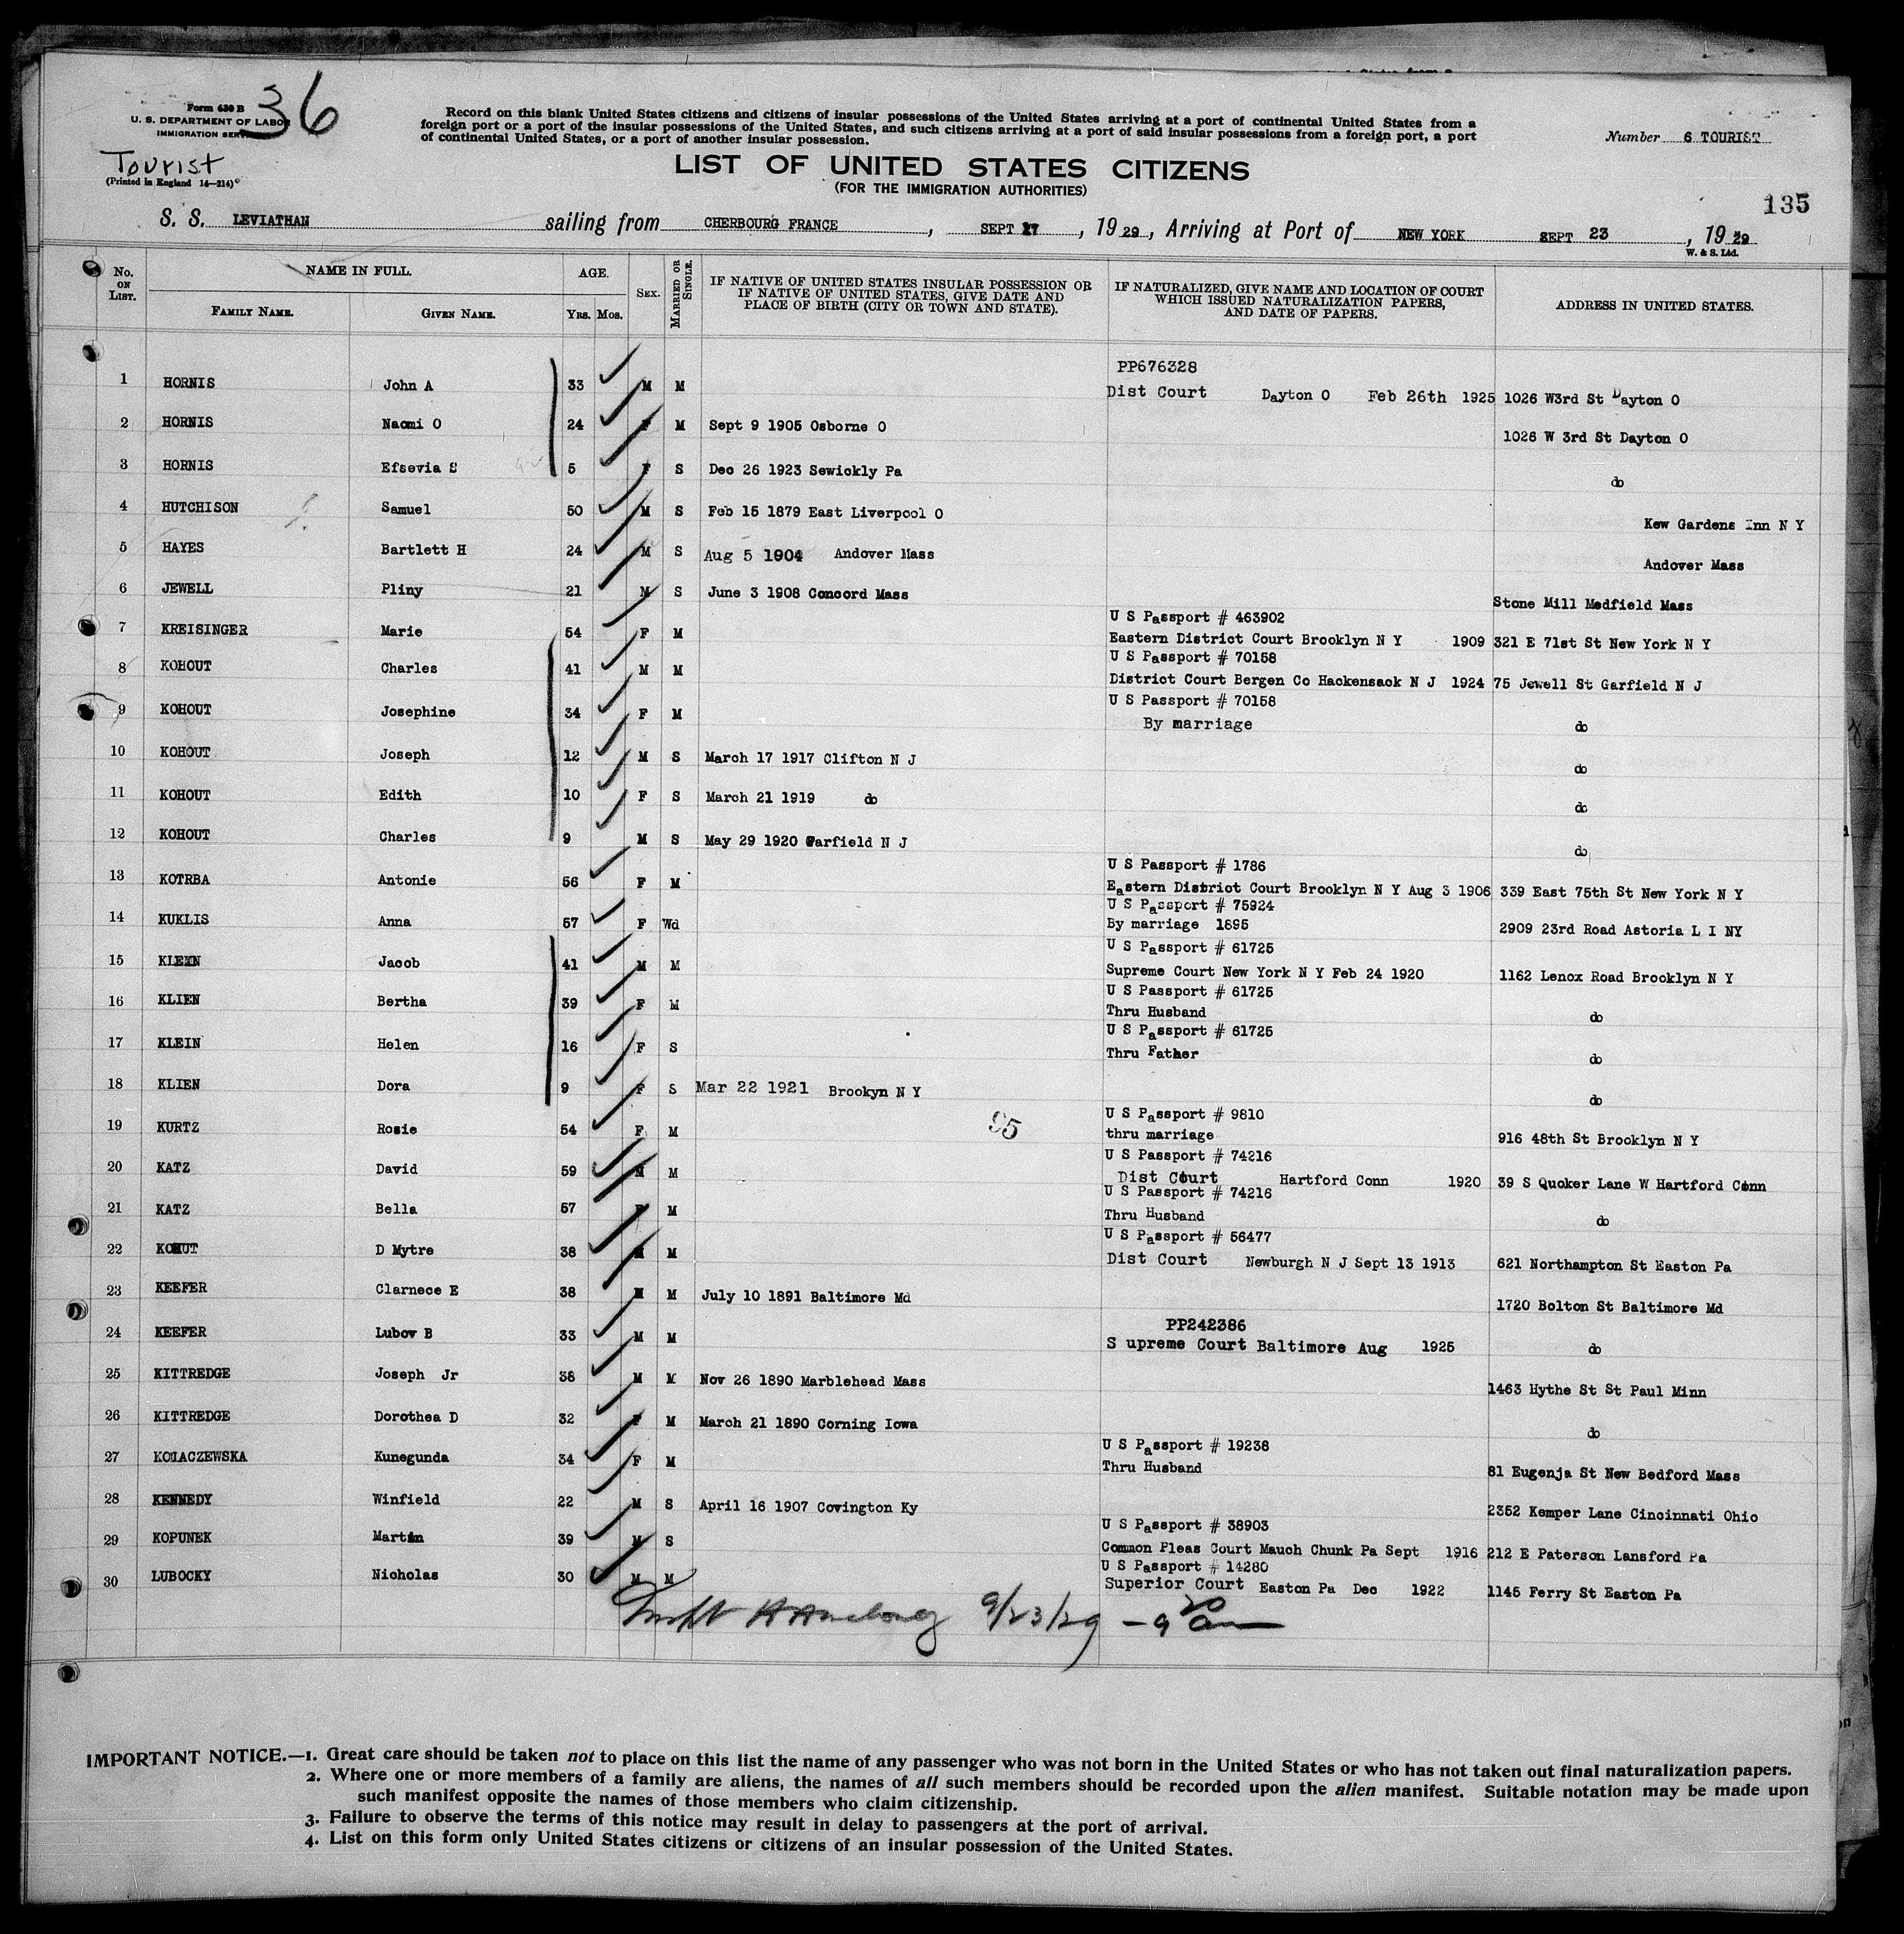 36
Form 630 B
U. S. DEPARTMENT OF LABOR
IMMIGRATION SERVICE
Tourist
(Printed in England 14—214)
Record on this blank United States citizens and citizens of insular possessions of the United States arriving at a port of continental United States from a
foreign port or a port of the insular possessions of the United States, and such citizens arriving at a port of said insular possessions from a foreign port, a port
of continental United States, or a port of another insular possession.
Number 6 TOURIST
LIST OF UNITED STATES CITIZENS
(FOR THE IMMIGRATION AUTHORITIES)
135
S. S. LEVIATHAN sailing from CHERBOURG FRANCE, SEPT 17, 1929, Arriving at Port of NEW YORK SEPT 23, 1929
W. & S. Ltd.
No. ON LIST. NAME IN FULL. AGE. SEX. MARRIED OR SINGLE. IF NATIVE OF UNITED STATES INSULAR POSSESSION OR IF NATIVE OF UNITED STATES, GIVE DATE AND PLACE OF BIRTH (CITY OR TOWN AND STATE). IF NATURALIZED, GIVE NAME AND LOCATION OF COURT WHICH ISSUED NATURALIZATION PAPERS, AND DATE OF PAPERS. ADDRESS IN UNITED STATES.
FAMILY NAME. GIVEN NAME. Yrs. Mos.
PP676328
1 HORNIS John A 33 M M Dist Court Dayton O Feb 26th 1925 1026 W3rd St Dayton O
2 HORNIS Naomi O 24 F M Sept 9 1905 Osborne O 1026 W 3rd St Dayton O
3 HORNIS Efsevia S 5 F S Dec 26 1923 Sewickly Pa do
4 HUTCHISON Samuel 50 M S Feb 15 1879 East Liverpool O Kew Gardens Inn N Y
5 HAYES Bartlett H 24 M S Aug 5 1904 Andover Mass Andover Mass
6 JEWELL Pliny 21 M S June 3 1908 Concord Mass Stone Mill Medfield Mass
U S Passport # 463902
7 KREISINGER Marie 54 F M Eastern District Court Brooklyn N Y 1909 321 E 71st St New York N Y
U S Passport # 70158
8 KOHOUT Charles 41 M M District Court Bergen Co Hackensack N J 1924 75 Jewell St Garfield N J
U S Passport # 70158
9 KOHOUT Josephine 34 F M By marriage do
10 KOHOUT Joseph 12 M S March 17 1917 Clifton N J do
11 KOHOUT Edith 10 F S March 21 1919 do do
12 KOHOUT Charles 9 M S May 29 1920 Garfield N J do
U S Passport # 1786
13 KOTRBA Antonie 56 F M Eastern District Court Brooklyn N Y Aug 3 1906 339 East 75th St New York N Y
U S Passport # 75924
14 KUKLIS Anna 57 F Wd By marriage 1895 2909 23rd Road Astoria L I NY
U S Passport # 61725
15 KLEIN Jacob 41 M M Supreme Court New York N Y Feb 24 1920 1162 Lenox Road Brooklyn N Y
U S Passport # 61725
16 KLIEN Bertha 39 F M Thru Husband do
U S Passport # 61725
17 KLEIN Helen 16 F S Thru Father do
18 KLIEN Dora 9 F S Mar 22 1921 Brookyn N Y do
95
U S Passport # 9810
19 KURTZ Rosie 54 F M thru marriage 916 48th St Brooklyn N Y
U S Passport # 74216
20 KATZ David 59 M M Dist Court Hartford Conn 1920 39 S Quoker Lane W Hartford Conn
U S Passport # 74216
21 KATZ Bella 57 F M Thru Husband do
U S Passport # 56477
22 KOHUT D Mytre 38 M M Dist Court Newburgh N J Sept 13 1913 621 Northampton St Easton Pa
23 KEEFER Clarnece E 38 M M July 10 1891 Baltimore Md 1720 Bolton St Baltimore Md
PP242386
24 KEEFER Lubov B 33 M M S upreme Court Baltimore Aug 1925 do
25 KITTREDGE Joseph Jr 38 M M Nov 26 1890 Marblehead Mass 1463 Hythe St St Paul Minn
26 KITTREDGE Dorothea D 32 F M March 21 1890 Corning Iowa do
U S Passport # 19238
27 KOLACZEWSKA Kunegunda 34 F M Thru Husband 81 Eugenja St New Bedford Mass
28 KENNEDY Winfield 22 M S April 16 1907 Covington Ky 2352 Kemper Lane Cincinnati Ohio
U S Passport # 38903
29 KOPUNEK Martin 39 M S Common Pleas Court Mauch Chunk Pa Sept 1916 212 E Paterson Lansford Pa
U S Passport # 14280
30 LUBOCKY Nicholas 30 M M Superior Court Easton Pa Dec 1922 1145 Ferry St Easton Pa
9/23/29 — 9 20 am
IMPORTANT NOTICE.—1. Great care should be taken not to place on this list the name of any passenger who was not born in the United States or who has not taken out final naturalization papers.
2. Where one or more members of a family are aliens, the names of all such members should be recorded upon the alien manifest. Suitable notation may be made upon
such manifest opposite the names of those members who claim citizenship.
3. Failure to observe the terms of this notice may result in delay to passengers at the port of arrival.
4. List on this form only United States citizens or citizens of an insular possession of the United States.